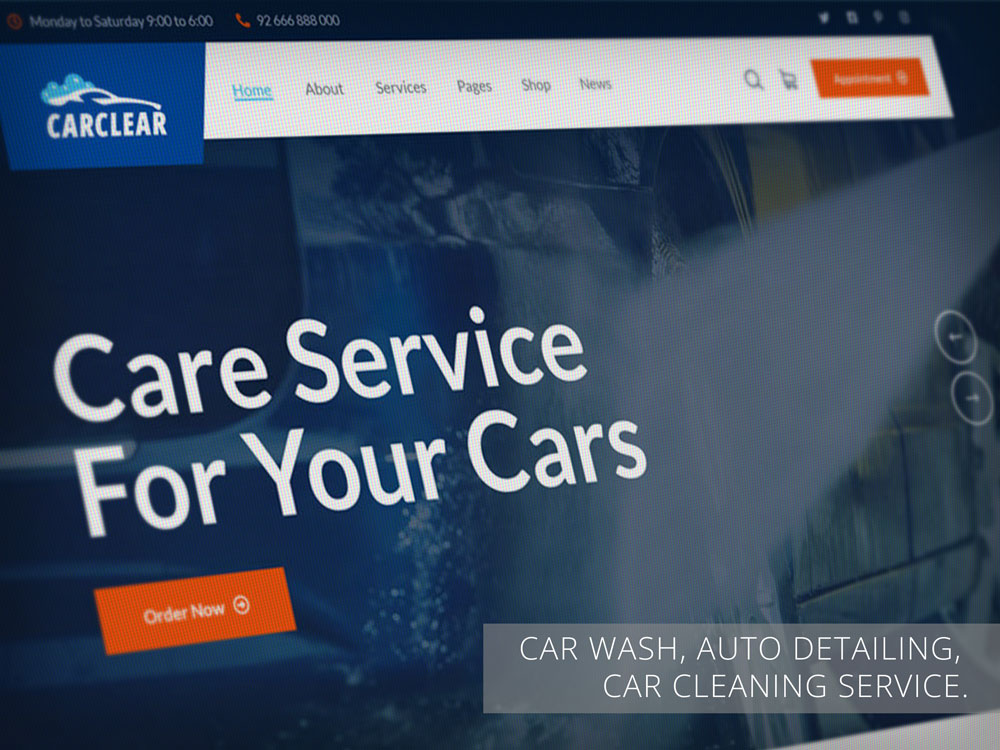 Monday to Saturday 9:00 to 6:00
92 666 888 000
CARCLEAR
Home About Services Pages Shop News
Appointment
Care Service
For Your Cars
Order Now
CAR WASH, AUTO DETAILING,
CAR CLEANING SERVICE.